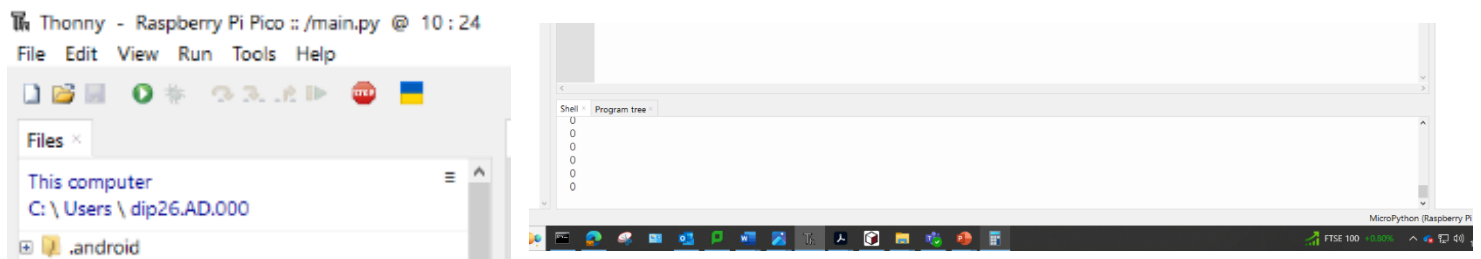 Thonny - Raspberry Pi Pico :: /main.py @ 10 : 24
File Edit View Run Tools Help
STOP
Files
This computer
C: \ Users \ dip26.AD.000
.android
Shell Program tree
0
0
0
0
0
0
MicroPython (Raspberry Pi
FTSE 100 +0.80%